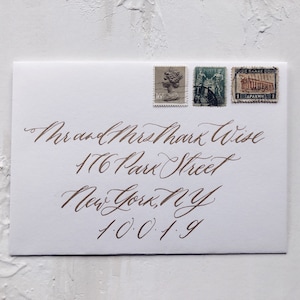 Mr and Mrs Mark Wise
176 Park Street
New York, NY
10019